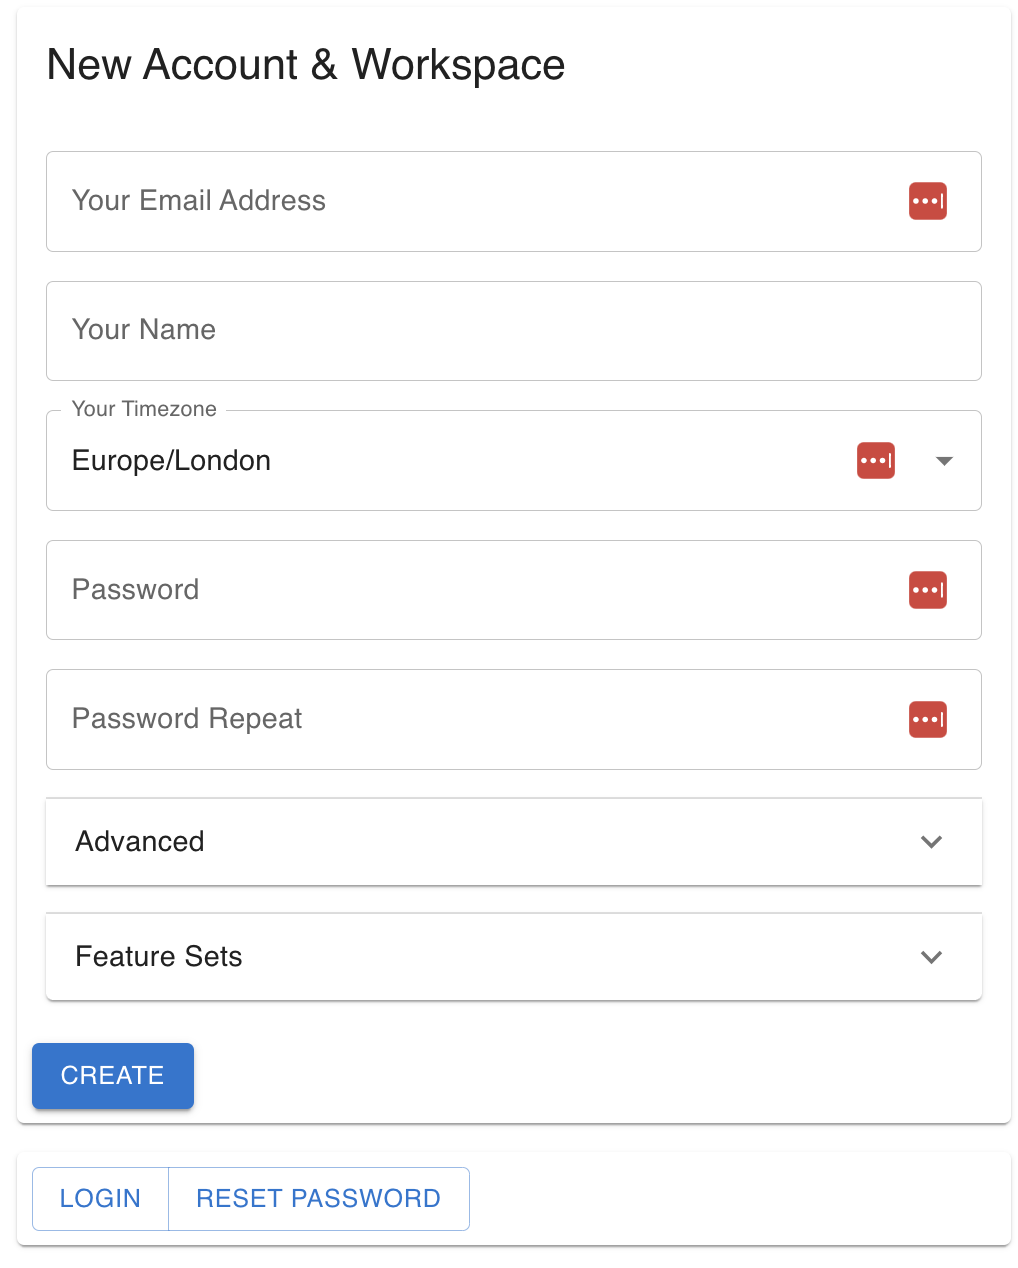 New Account & Workspace
Your Email Address
Your Name
Your Timezone
Europe/London
Password
Password Repeat
Advanced
Feature Sets
CREATE
LOGIN
RESET PASSWORD